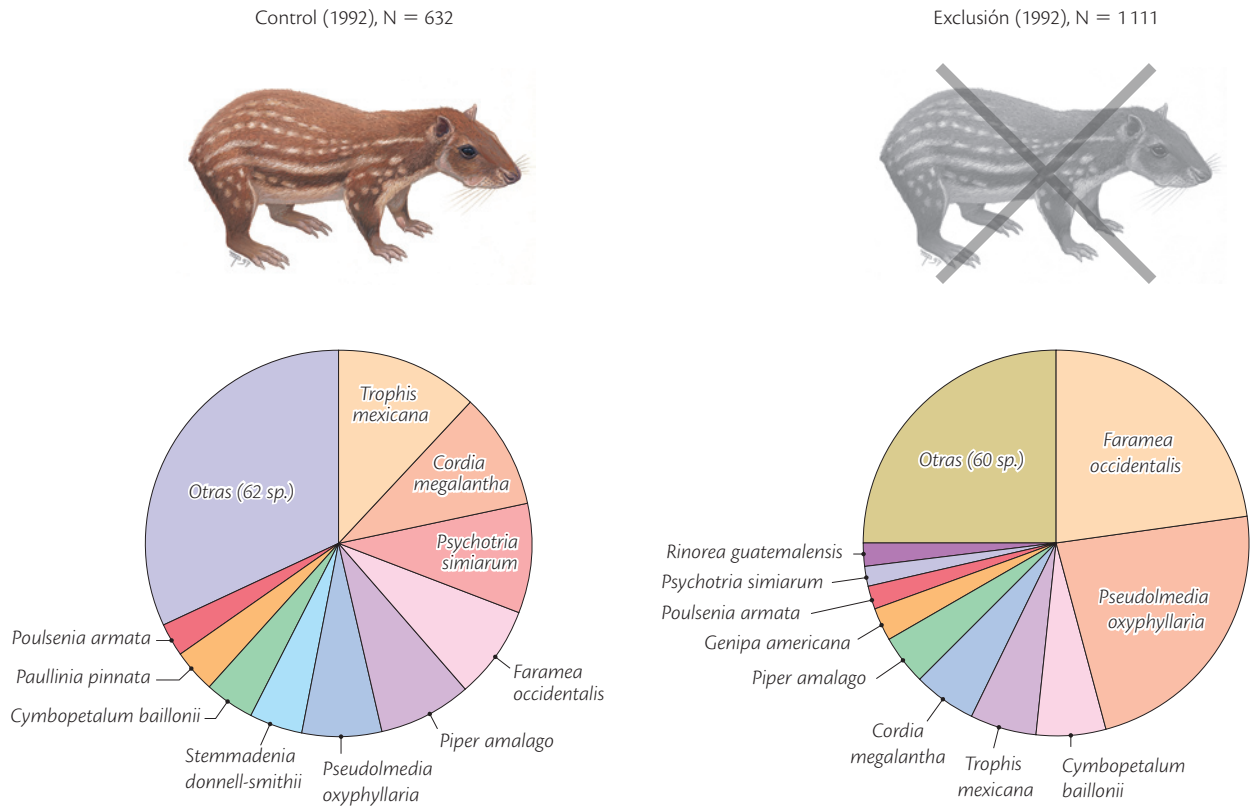 Control (1992), N = 632
Exclusión (1992), N = 1 111
Trophis
mexicana
Cordia
megalantha
Psychotria
simiarum
Otras (62 sp.)
Poulsenia armata
Paullinia pinnata
Cymbopetalum baillonii
Stemmadenia
donnell-smithii
Pseudolmedia
oxyphyllaria
Piper amalago
Faramea
occidentalis
Otras (60 sp.)
Faramea
occidentalis
Pseudolmedia
oxyphyllaria
Rinorea guatemalensis
Psychotria simiarum
Poulsenia armata
Genipa americana
Piper amalago
Cordia
megalantha
Trophis
mexicana
Cymbopetalum
baillonii